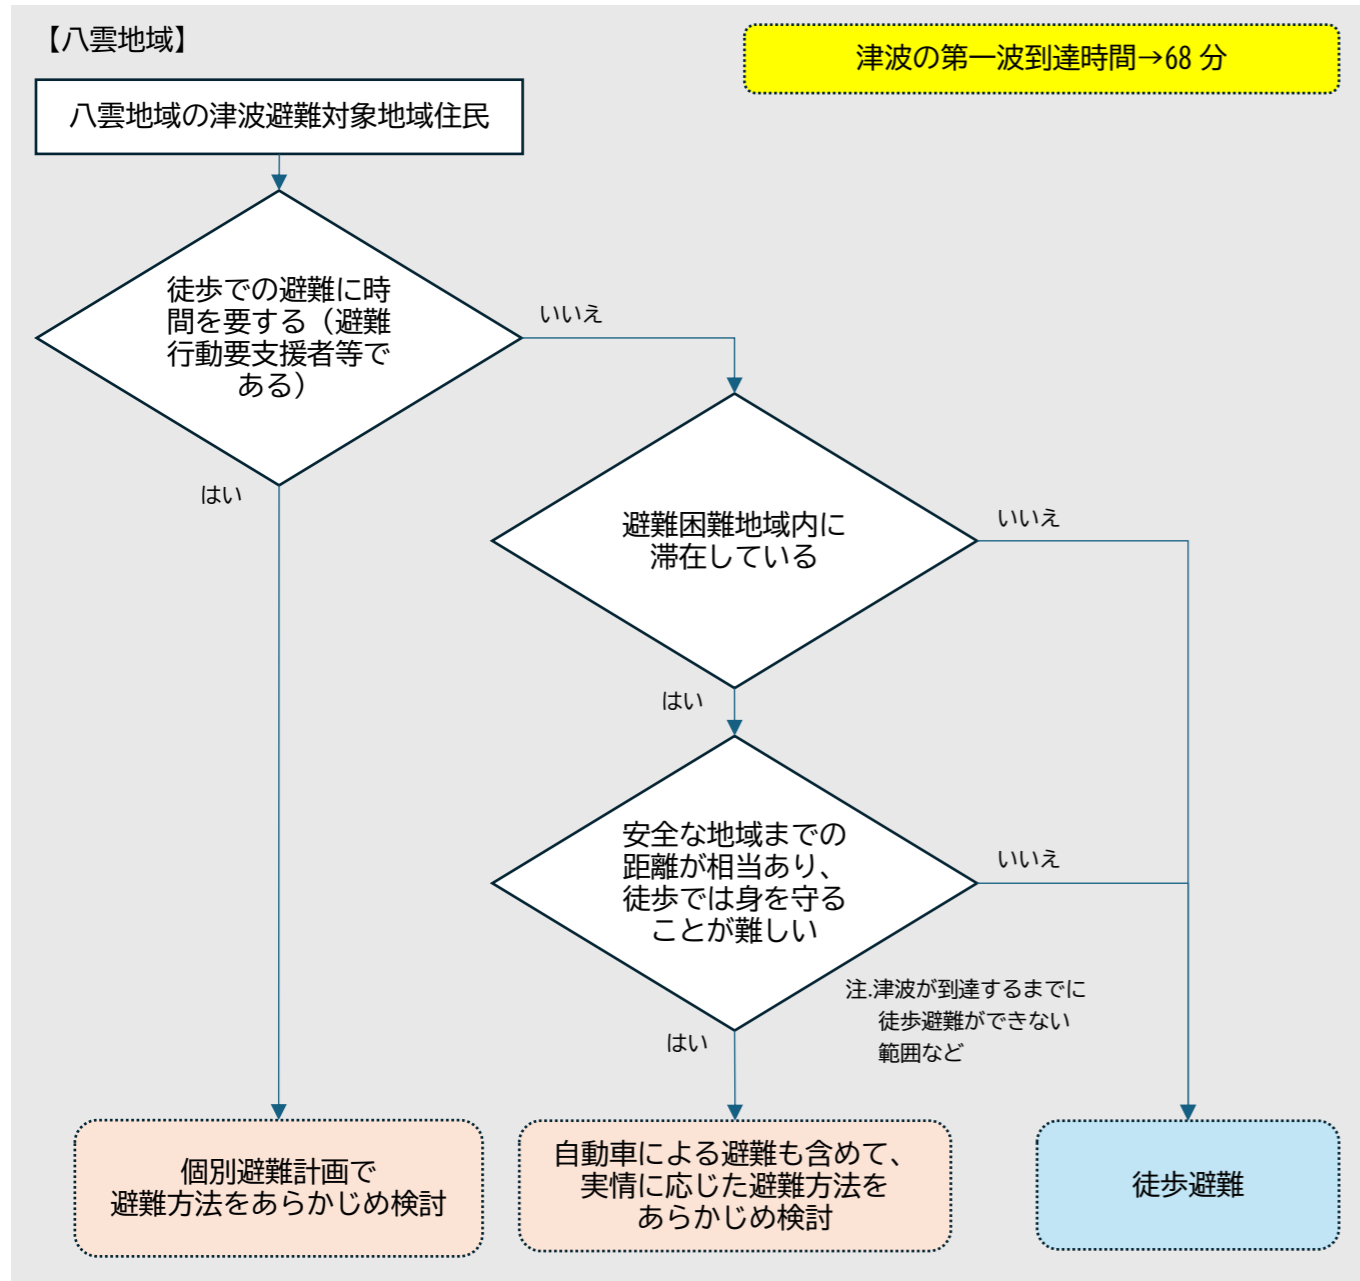 【八雲地域】
津波の第一波到達時間→68 分
八雲地域の津波避難対象地域住民
徒歩での避難に時
間を要する（避難
行動要支援者等で
ある）
いいえ
はい
避難困難地域内に
滞在している
いいえ
はい
安全な地域までの
距離が相当あり、
徒歩では身を守る
ことが難しい
いいえ
注.津波が到達するまでに
徒歩避難ができない
範囲など
はい
個別避難計画で
避難方法をあらかじめ検討
自動車による避難も含めて、
実情に応じた避難方法を
あらかじめ検討
徒歩避難